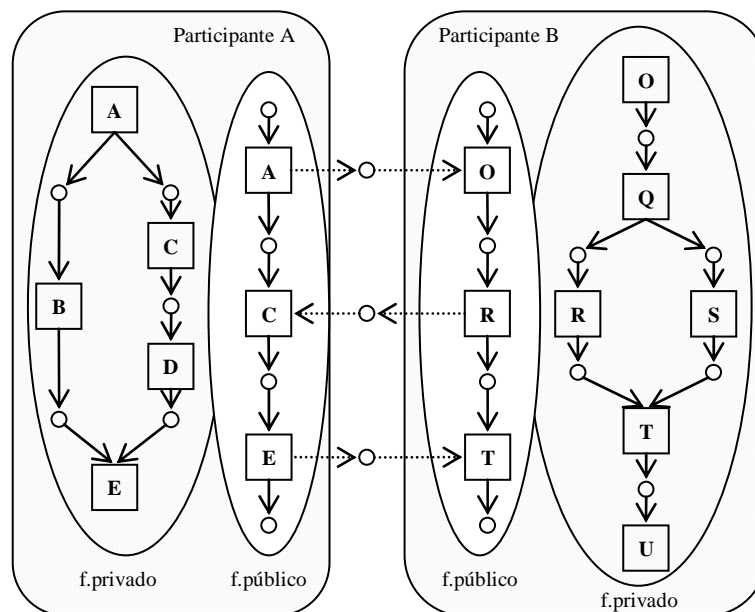 Participante A
Participante B
A
B
C
D
E
A
C
E
O
R
T
O
Q
R
S
T
U
f.privado
f.público
f.público
f.privado